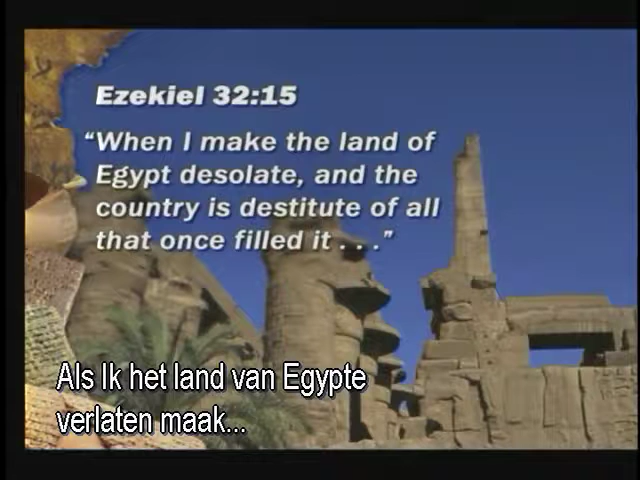 Ezekiel 32:15
“When I make the land of
Egypt desolate, and the
country is destitute of all
that once filled it . . .”
Als Ik het land van Egypte
verlaten maak...